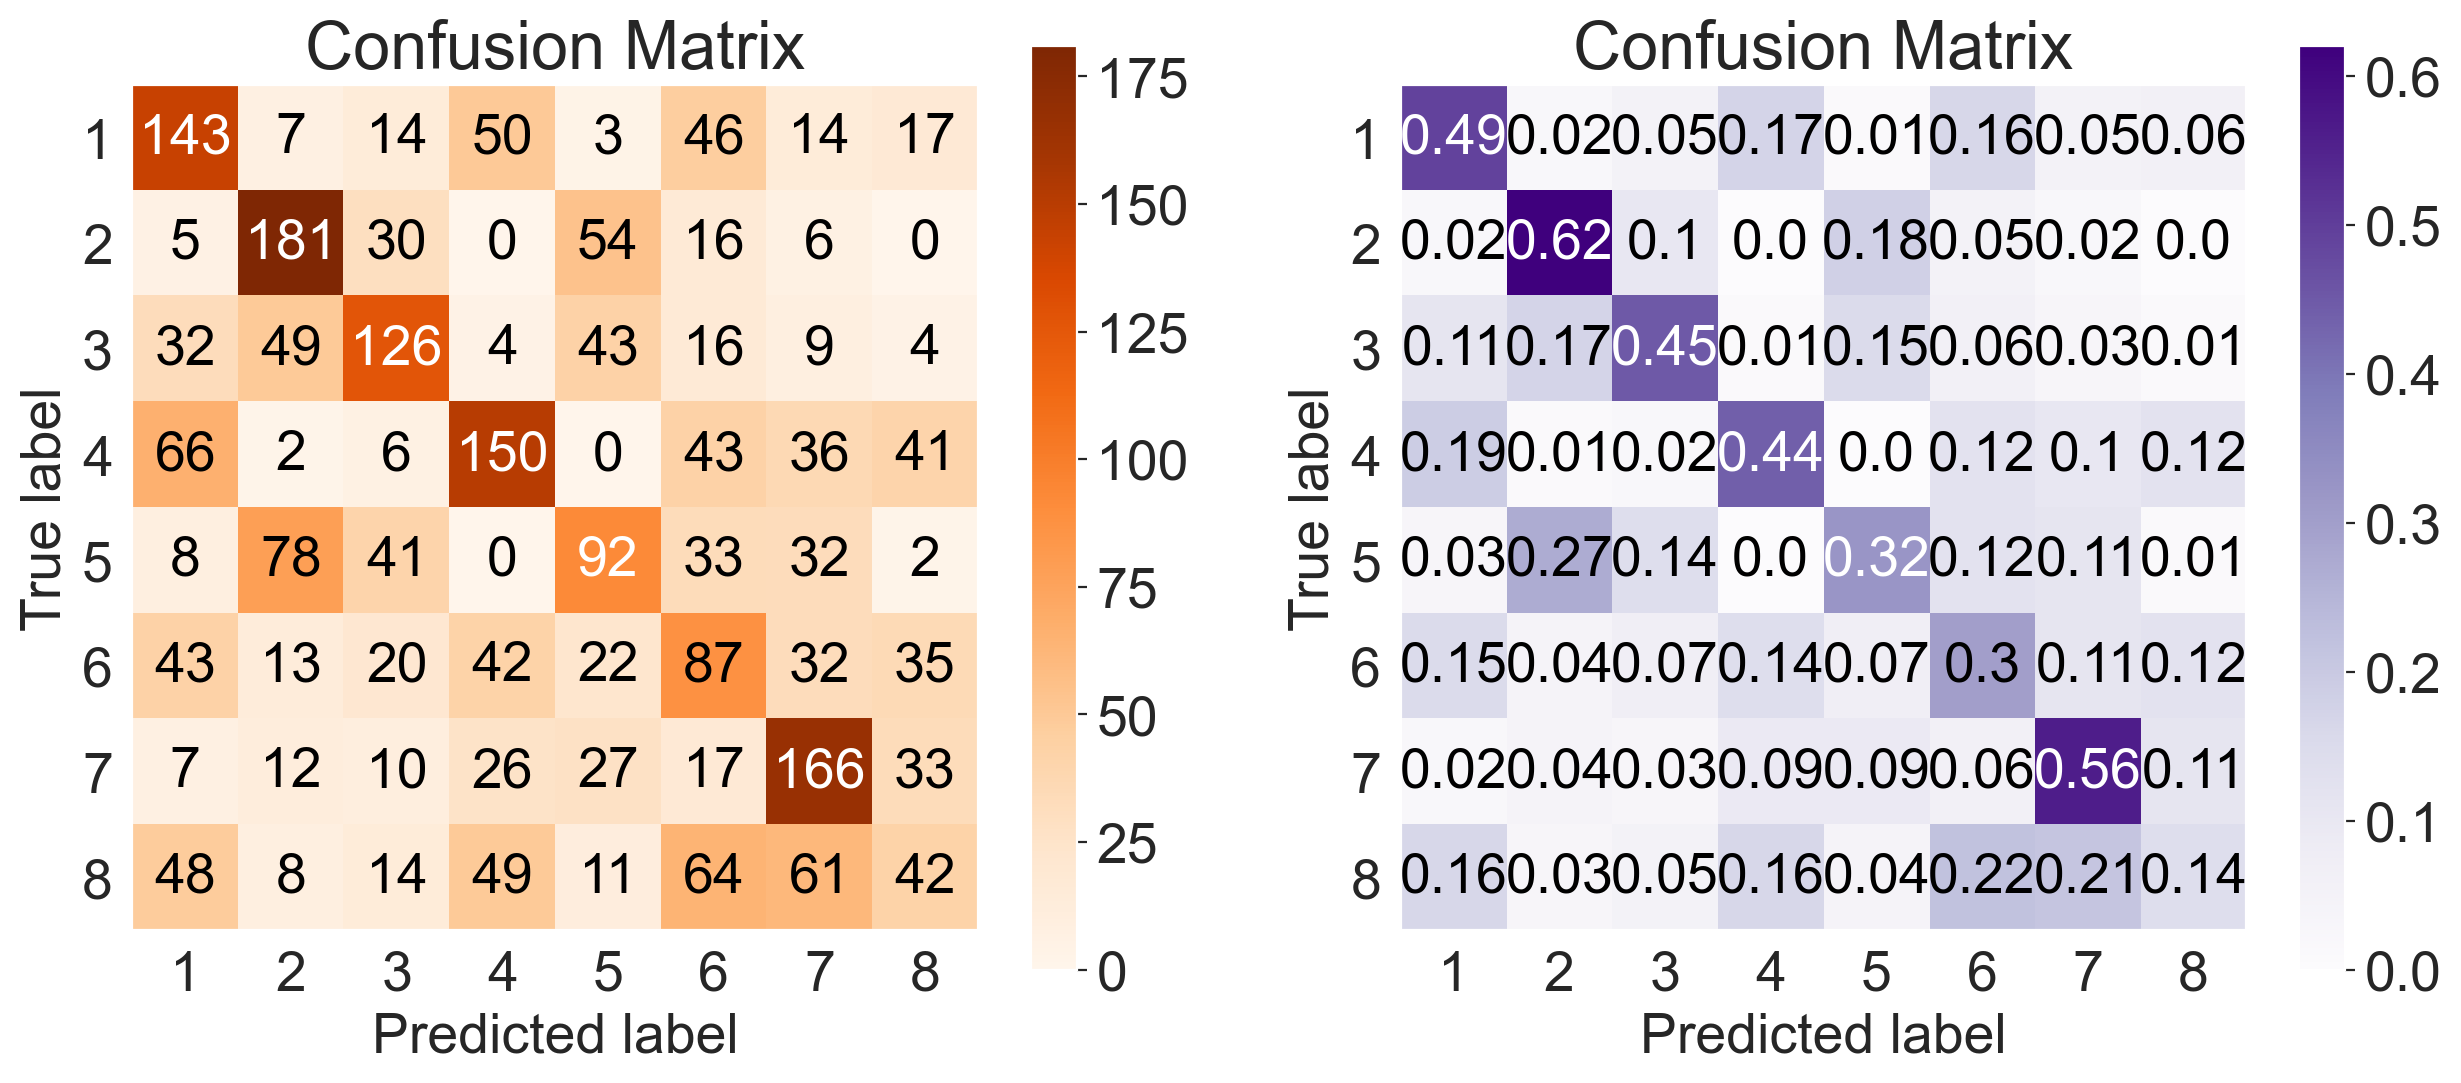 Confusion Matrix
1 143 7 14 50 3 46 14 17
2 5 181 30 0 54 16 6 0
3 32 49 126 4 43 16 9 4
4 66 2 6 150 0 43 36 41
5 8 78 41 0 92 33 32 2
6 43 13 20 42 22 87 32 35
7 7 12 10 26 27 17 166 33
8 48 8 14 49 11 64 61 42
1 2 3 4 5 6 7 8
True label
Predicted label
175
150
125
100
75
50
25
0
Confusion Matrix
1 0.49 0.02 0.05 0.17 0.01 0.16 0.05 0.06
2 0.02 0.62 0.1 0.0 0.18 0.05 0.02 0.0
3 0.11 0.17 0.45 0.01 0.15 0.06 0.03 0.01
4 0.19 0.01 0.02 0.44 0.0 0.12 0.1 0.12
5 0.03 0.27 0.14 0.0 0.32 0.12 0.11 0.01
6 0.15 0.04 0.07 0.14 0.07 0.3 0.11 0.12
7 0.02 0.04 0.03 0.09 0.09 0.06 0.56 0.11
8 0.16 0.03 0.05 0.16 0.04 0.22 0.21 0.14
1 2 3 4 5 6 7 8
True label
Predicted label
0.6
0.5
0.4
0.3
0.2
0.1
0.0